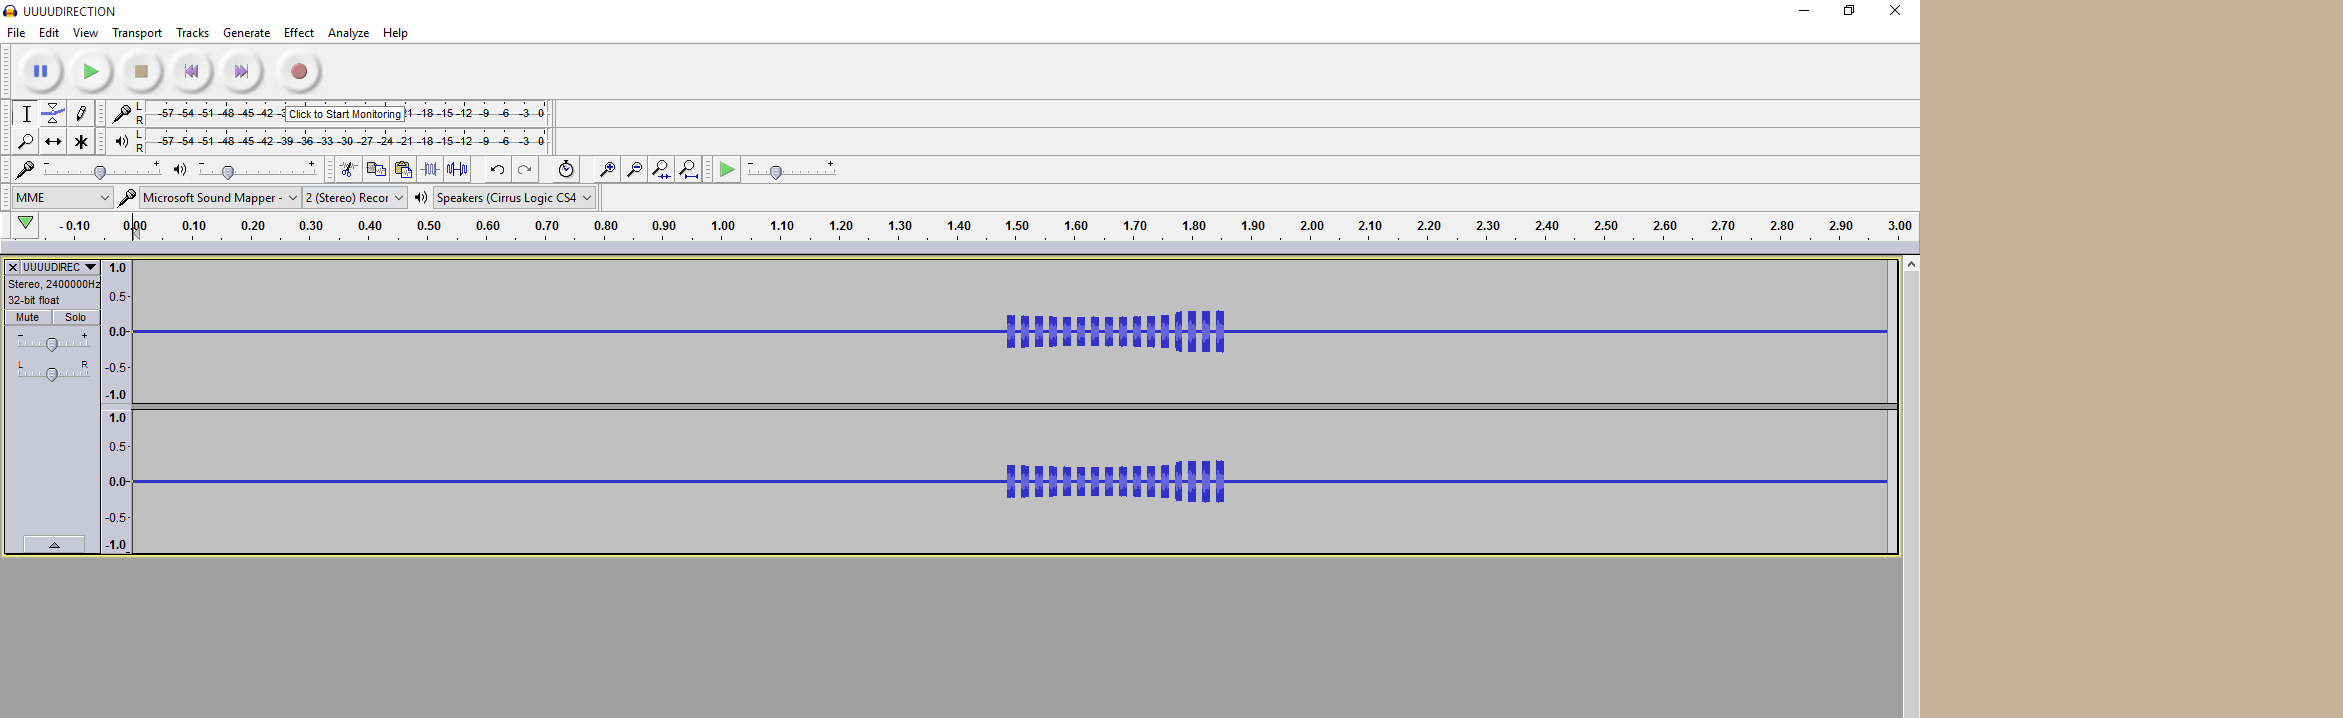 UUUUDIRECTION
File Edit View Transport Tracks Generate Effect Analyze Help
L
R
-57 -54 -51 -48 -45 -42 Click to Start Monitoring -18 -15 -12 -9 -6 -3 0
L
R
-57 -54 -51 -48 -45 -42 -39 -36 -33 -30 -27 -24 -21 -18 -15 -12 -9 -6 -3 0
- + - + - +
MME Microsoft Sound Mapper - 2 (Stereo) Recor Speakers (Cirrus Logic CS4
- 0.10 0.00 0.10 0.20 0.30 0.40 0.50 0.60 0.70 0.80 0.90 1.00 1.10 1.20 1.30 1.40 1.50 1.60 1.70 1.80 1.90 2.00 2.10 2.20 2.30 2.40 2.50 2.60 2.70 2.80 2.90 3.00
X UUUUDIREC 1.0
Stereo, 2400000Hz
32-bit float 0.5-
Mute Solo
- + 0.0-
L R -0.5-
-1.0
1.0
0.5-
0.0-
-0.5-
-1.0